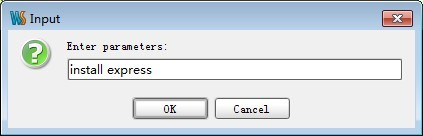 Input
Enter parameters:
install express
OK
Cancel